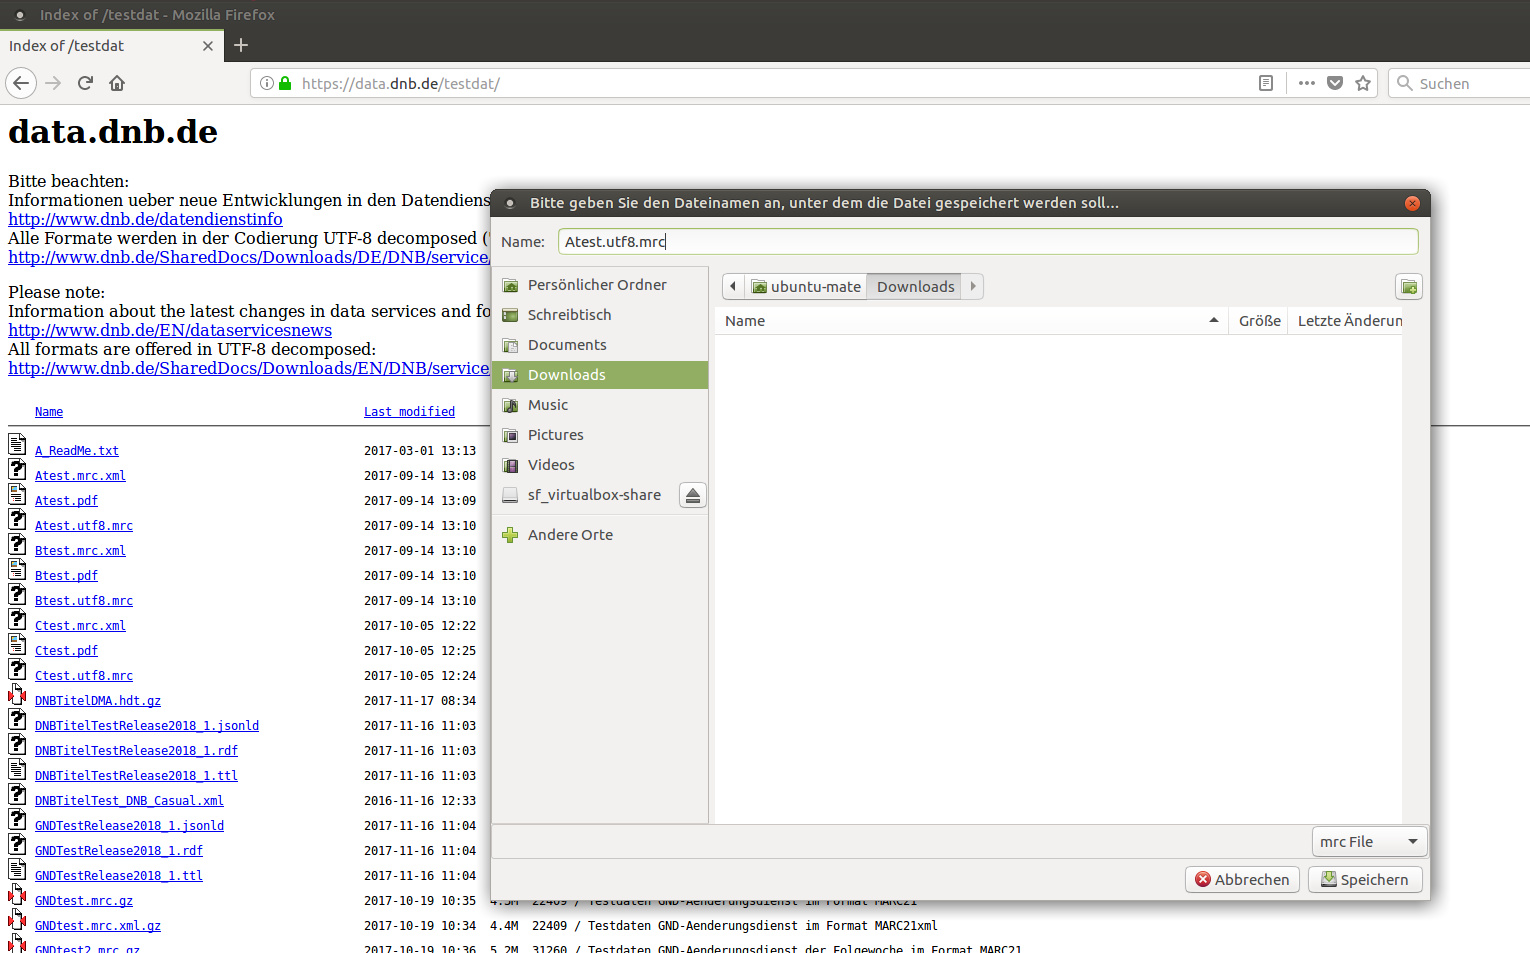 Index of /testdat - Mozilla Firefox
Index of /testdat
https://data.dnb.de/testdat/
Suchen
data.dnb.de
Bitte beachten:
Informationen ueber neue Entwicklungen in den Datendiens
http://www.dnb.de/datendienstinfo
Alle Formate werden in der Codierung UTF-8 decomposed (
http://www.dnb.de/SharedDocs/Downloads/DE/DNB/service/
Please note:
Information about the latest changes in data services and fo
http://www.dnb.de/EN/dataservicesnews
All formats are offered in UTF-8 decomposed:
http://www.dnb.de/SharedDocs/Downloads/EN/DNB/service
Name Last modified
A_ReadMe.txt 2017-03-01 13:13
Atest.mrc.xml 2017-09-14 13:08
Atest.pdf 2017-09-14 13:09
Atest.utf8.mrc 2017-09-14 13:10
Btest.mrc.xml 2017-09-14 13:10
Btest.pdf 2017-09-14 13:10
Btest.utf8.mrc 2017-09-14 13:10
Ctest.mrc.xml 2017-10-05 12:22
Ctest.pdf 2017-10-05 12:25
Ctest.utf8.mrc 2017-10-05 12:24
DNBTitelDMA.hdt.gz 2017-11-17 08:34
DNBTitelTestRelease2018_1.jsonld 2017-11-16 11:03
DNBTitelTestRelease2018_1.rdf 2017-11-16 11:03
DNBTitelTestRelease2018_1.ttl 2017-11-16 11:03
DNBTitelTest_DNB_Casual.xml 2016-11-16 12:33
GNDTestRelease2018_1.jsonld 2017-11-16 11:04
GNDTestRelease2018_1.rdf 2017-11-16 11:04
GNDTestRelease2018_1.ttl 2017-11-16 11:04
GNDtest.mrc.gz 2017-10-19 10:35 4.3M 22409 / Testdaten GND-Aenderungsdienst im Format MARC21
GNDtest.mrc.xml.gz 2017-10-19 10:34 4.4M 22409 / Testdaten GND-Aenderungsdienst im Format MARC21xml
GNDtest2.mrc.gz 2017-10-19 10:36 5.2M 31260 / Testdaten GND-Aenderungsdienst der Folgewoche im Format MARC21
Bitte geben Sie den Dateinamen an, unter dem die Datei gespeichert werden soll...
Name: Atest.utf8.mrc
Persönlicher Ordner
Schreibtisch
Documents
Downloads
Music
Pictures
Videos
sf_virtualbox-share
Andere Orte
ubuntu-mate Downloads
Name Größe Letzte Änderun
mrc File
Abbrechen Speichern